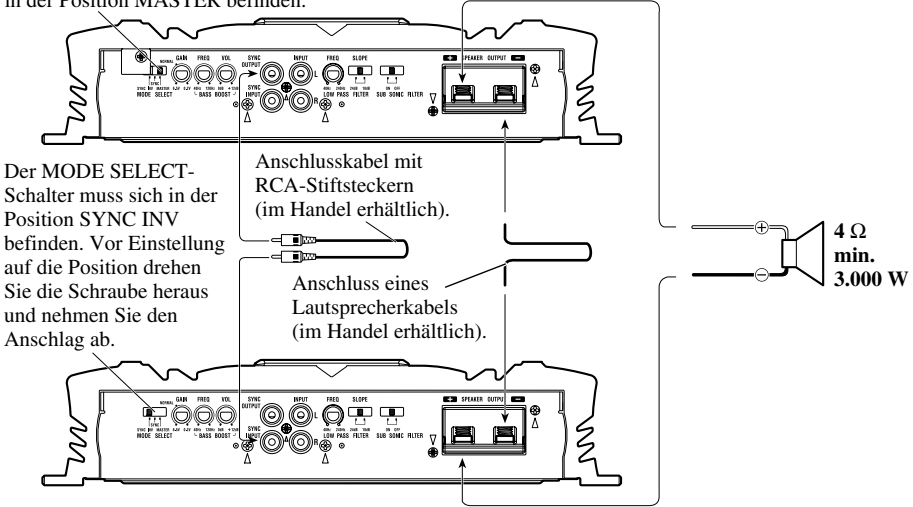 in der Position MASTER befinden.
NORMAL GAIN FREQ VOL SYNC OUTPUT INPUT FREQ SLOPE + SPEAKER OUTPUT −
L
SYNC INV MASTER
MODE SELECT BASS BOOST SYNC INPUT R LOW PASS FILTER SUB SONIC FILTER
ON OFF
Der MODE SELECT-
Schalter muss sich in der
Position SYNC INV
befinden. Vor Einstellung
auf die Position drehen
Sie die Schraube heraus
und nehmen Sie den
Anschlag ab.
Anschlusskabel mit
RCA-Stiftsteckern
(im Handel erhältlich).
Anschluss eines
Lautsprecherkabels
(im Handel erhältlich).
+
−
4 Ω
min.
3.000 W
NORMAL GAIN FREQ VOL SYNC OUTPUT INPUT FREQ SLOPE + SPEAKER OUTPUT −
L
SYNC INV MASTER
MODE SELECT BASS BOOST SYNC INPUT R LOW PASS FILTER SUB SONIC FILTER
ON OFF